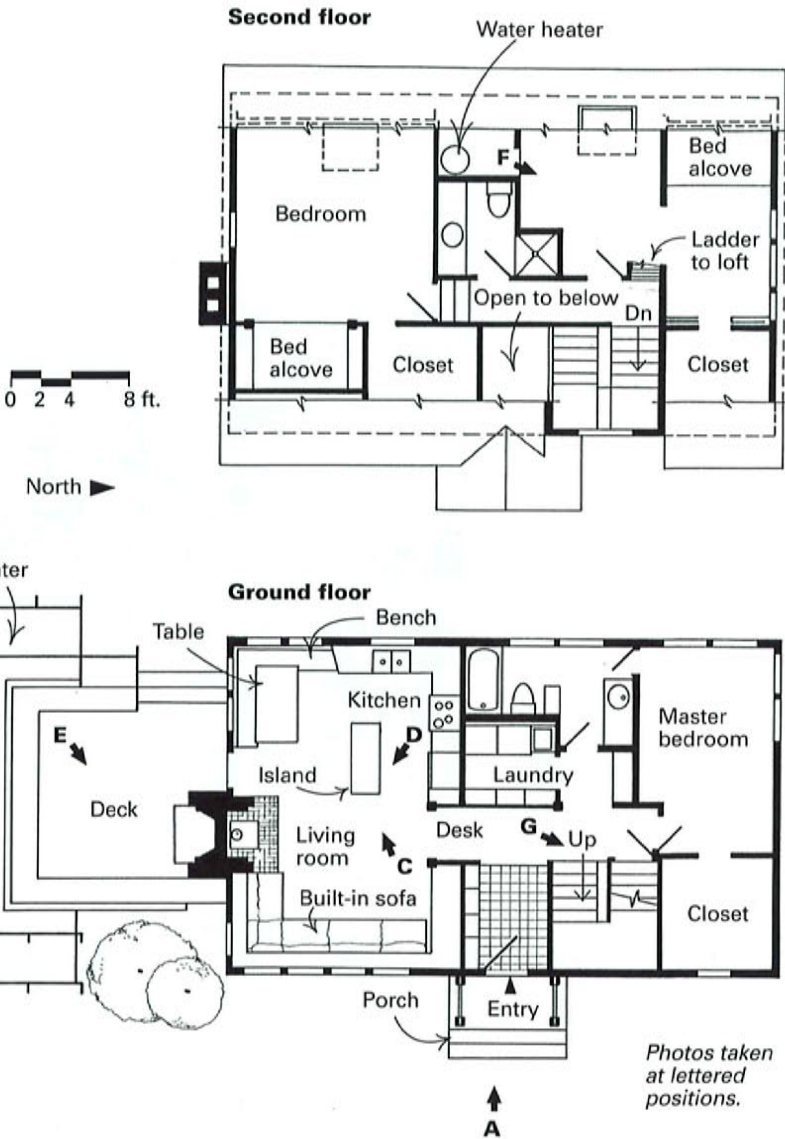 Second floor
Water heater
F
Bed
alcove
Bedroom
Ladder
to loft
Open to below
Dn
Bed
alcove
Closet
Closet
0 2 4 8 ft.
North
Ground floor
Bench
Table
Kitchen
E
D
Master
bedroom
Island
Laundry
Deck
Living
room
Desk
G
Up
C
Built-in sofa
Closet
Porch
Entry
Photos taken
at lettered
positions.
A